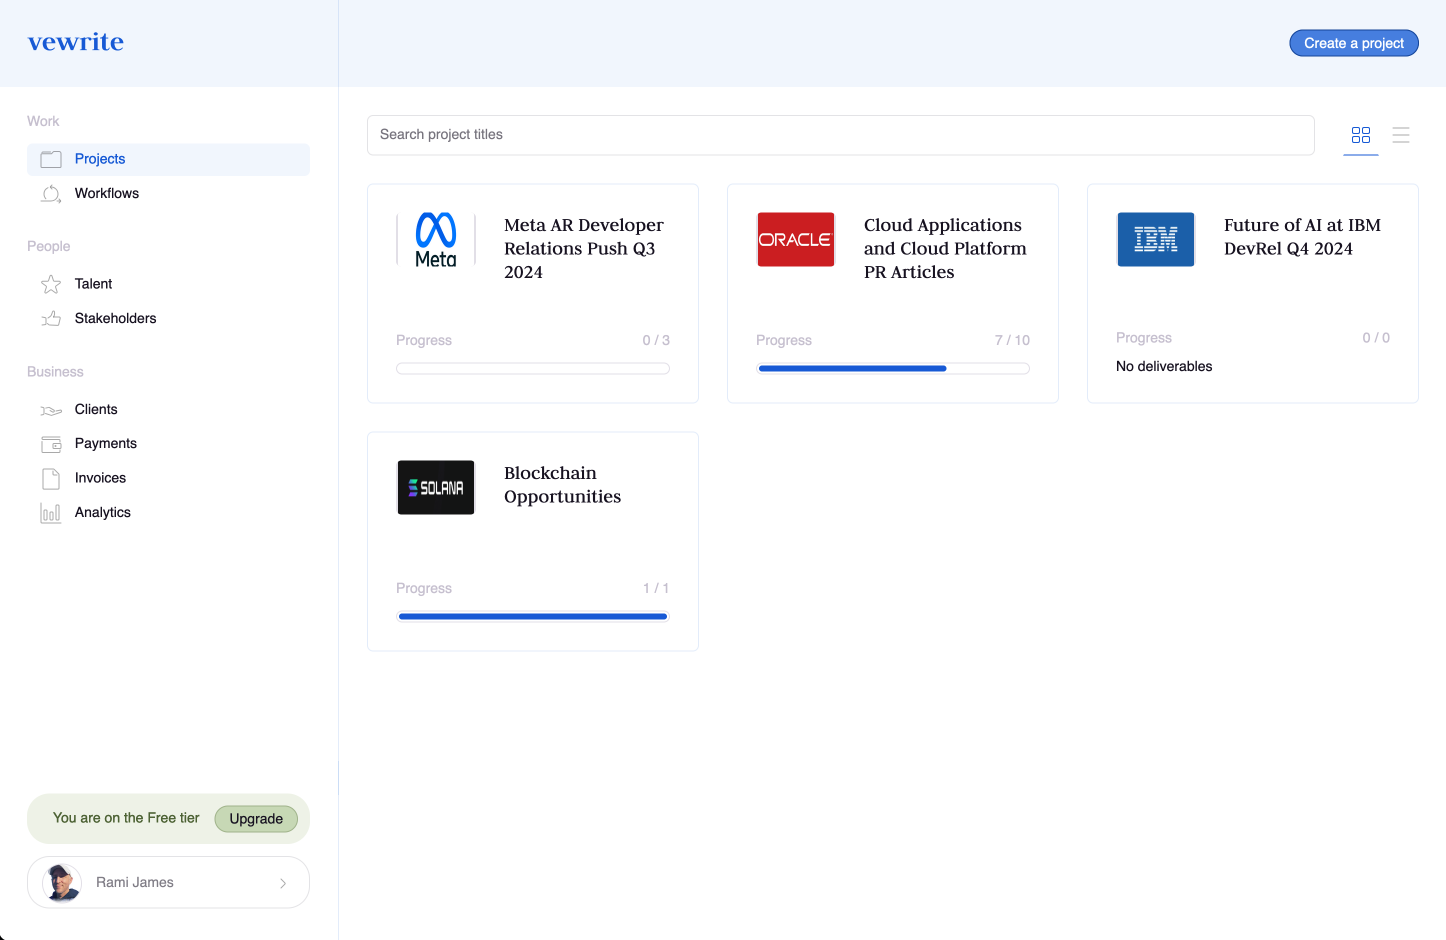 vewrite
Create a project
Work
Projects
Workflows
People
Talent
Stakeholders
Business
Clients
Payments
Invoices
Analytics
You are on the Free tier
Upgrade
Rami James
Search project titles
Meta
Meta AR Developer
Relations Push Q3
2024
Progress
0 / 3
ORACLE
Cloud Applications
and Cloud Platform
PR Articles
Progress
7 / 10
IBM
Future of AI at IBM
DevRel Q4 2024
Progress
0 / 0
No deliverables
SOLANA
Blockchain
Opportunities
Progress
1 / 1